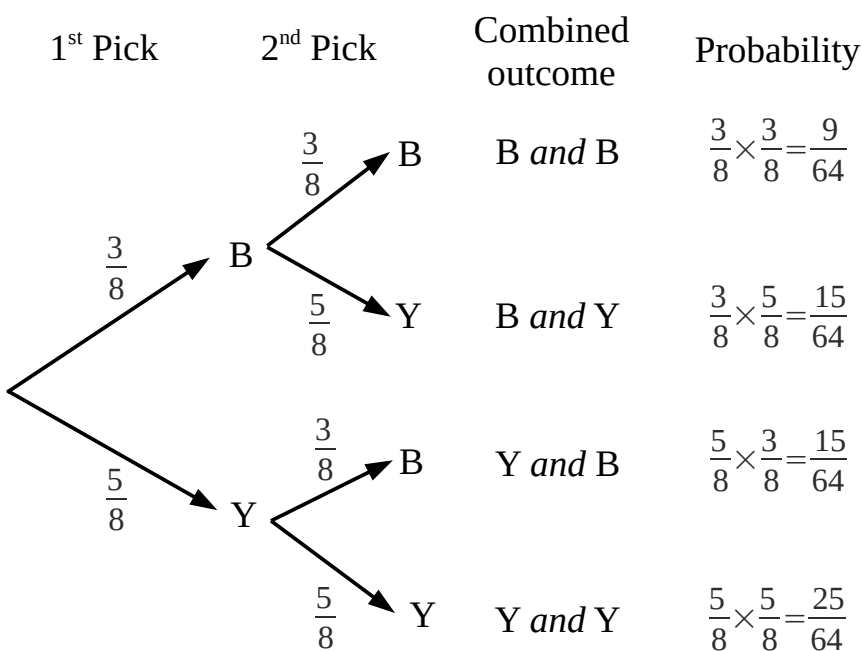 1st Pick 2nd Pick Combined outcome Probability
3/8 B 3/8 B B and B 3/8 × 3/8 = 9/64
5/8 Y B and Y 3/8 × 5/8 = 15/64
5/8 Y 3/8 B Y and B 5/8 × 3/8 = 15/64
5/8 Y Y and Y 5/8 × 5/8 = 25/64